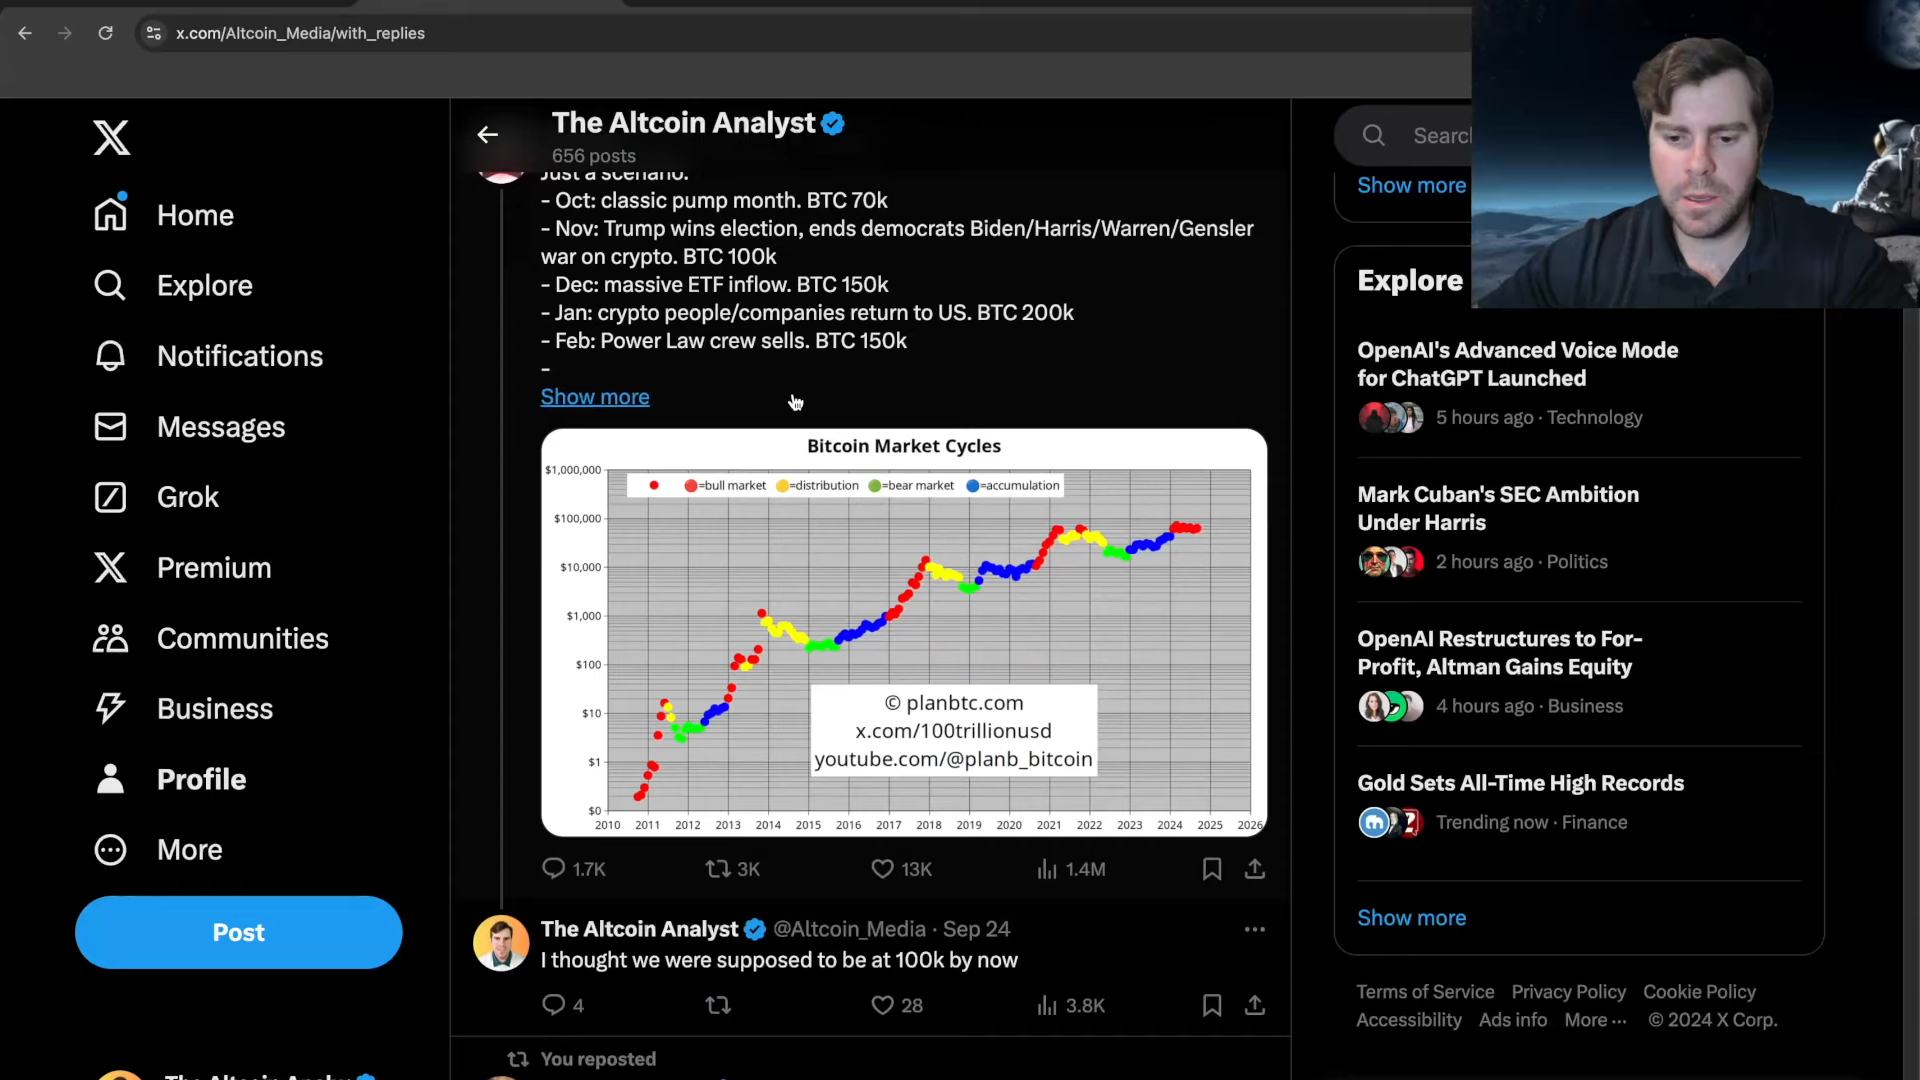 x.com/Altcoin_Media/with_replies
X
Home
Explore
Notifications
Messages
Grok
Premium
Communities
Business
Profile
More
Post
The Altcoin Analyst
656 posts
Just a scenario.
- Oct: classic pump month. BTC 70k
- Nov: Trump wins election, ends democrats Biden/Harris/Warren/Gensler
war on crypto. BTC 100k
- Dec: massive ETF inflow. BTC 150k
- Jan: crypto people/companies return to US. BTC 200k
- Feb: Power Law crew sells. BTC 150k
-
Show more
Bitcoin Market Cycles
=bull market =distribution =bear market =accumulation
$1,000,000
$100,000
$10,000
$1,000
$100
$10
$1
$0
2010 2011 2012 2013 2014 2015 2016 2017 2018 2019 2020 2021 2022 2023 2024 2025 2026
© planbtc.com
x.com/100trillionusd
youtube.com/@planb_bitcoin
1.7K 3K 13K 1.4M
The Altcoin Analyst @Altcoin_Media · Sep 24
I thought we were supposed to be at 100k by now
4 28 3.8K
You reposted
Search
Show more
Explore
OpenAI's Advanced Voice Mode
for ChatGPT Launched
5 hours ago · Technology
Mark Cuban's SEC Ambition
Under Harris
2 hours ago · Politics
OpenAI Restructures to For-
Profit, Altman Gains Equity
4 hours ago · Business
Gold Sets All-Time High Records
Trending now · Finance
Show more
Terms of Service Privacy Policy Cookie Policy
Accessibility Ads info More ··· © 2024 X Corp.